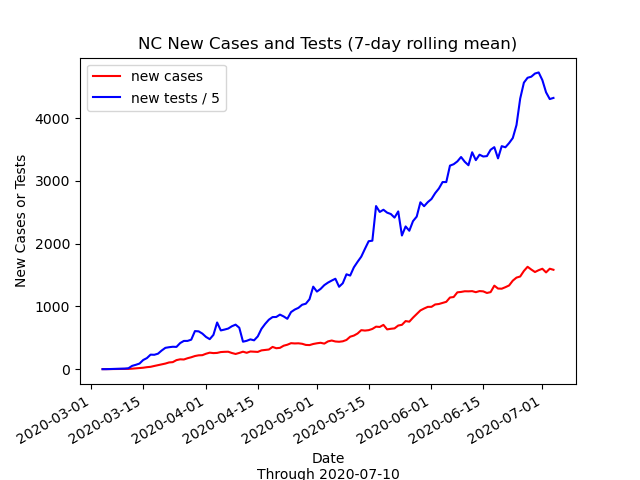 NC New Cases and Tests (7-day rolling mean)
new cases
new tests / 5
New Cases or Tests
4000
3000
2000
1000
0
2020-03-01
2020-03-15
2020-04-01
2020-04-15
2020-05-01
2020-05-15
2020-06-01
2020-06-15
2020-07-01
Date
Through 2020-07-10